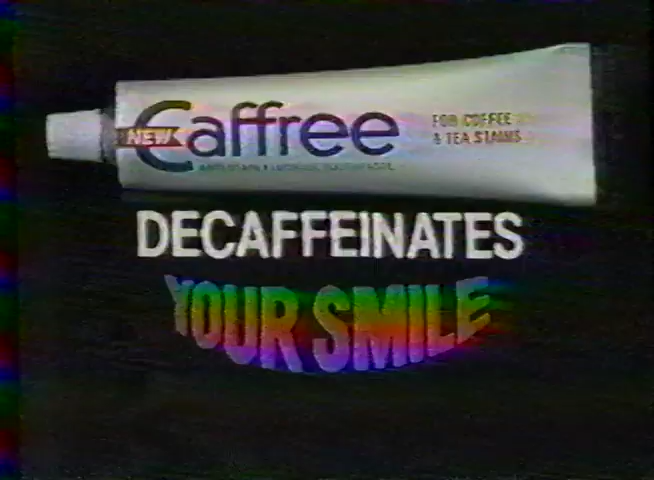 NEW
Caffree
FOR COFFEE
& TEA STAINS
DECAFFEINATES
YOUR SMILE